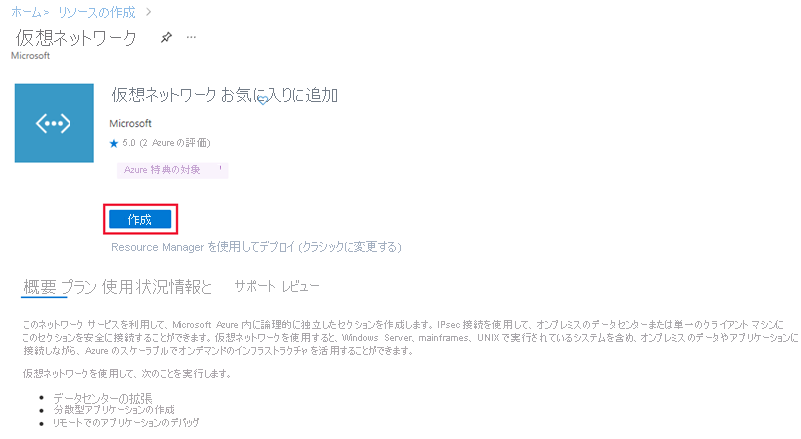 ホーム> リソースの作成 >
仮想ネットワーク ...
Microsoft
仮想ネットワーク お気に入りに追加
Microsoft
★ 5.0 (2 Azure の評価)
Azure 特典の対象
作成
Resource Manager を使用してデプロイ (クラシックに変更する)
概要 プラン 使用状況情報と サポート レビュー
このネットワーク サービスを利用して、Microsoft Azure 内に論理的に独立したセクションを作成します。IPsec 接続を使用して、オンプレミスのデータセンターまたは単一のクライアント マシンに
このセクションを安全に接続することができます。仮想ネットワークを使用すると、Windows Server、mainframes、UNIX で実行されているシステムを含め、オンプレミスのデータやアプリケーションに
接続しながら、Azure のスケーラブルでオンデマンドのインフラストラクチャを活用することができます。
仮想ネットワークを使用して、次のことを実行します。
• データセンターの拡張
• 分散型アプリケーションの作成
• リモートでのアプリケーションのデバッグ